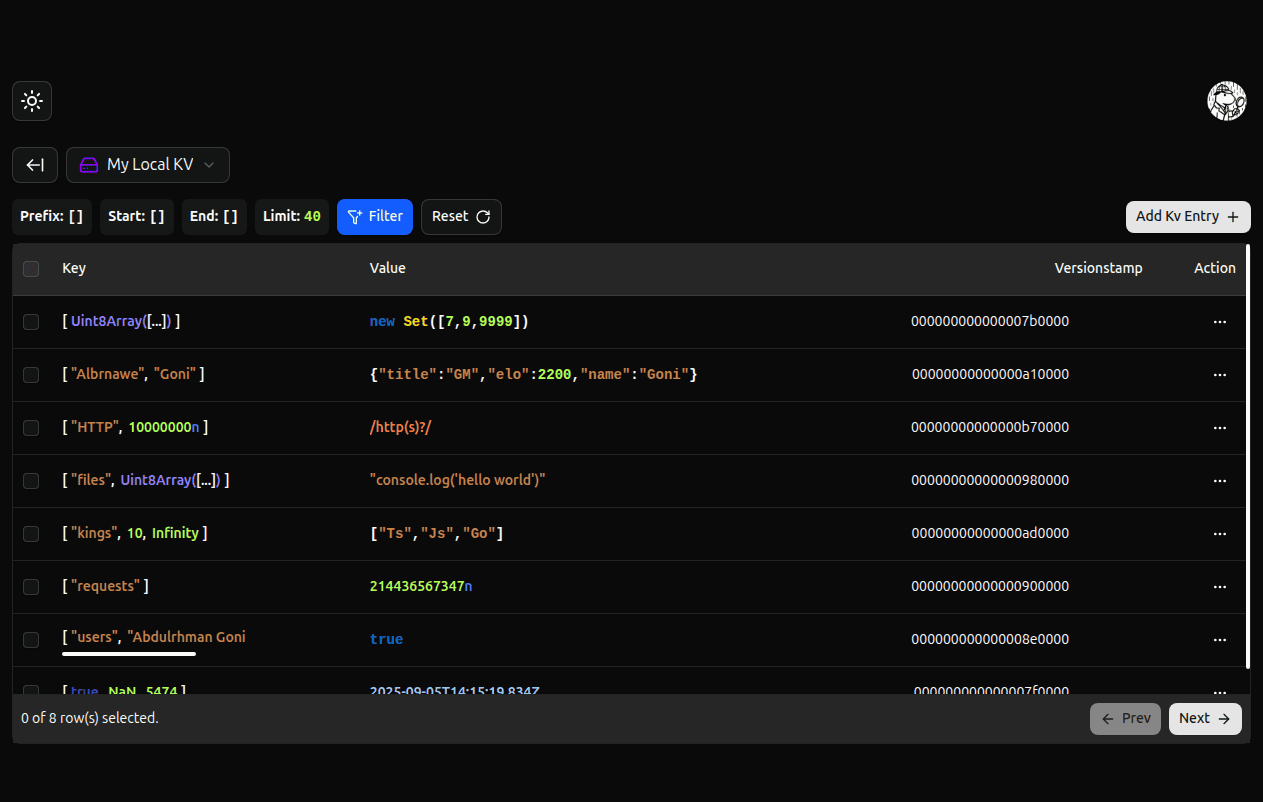 My Local KV
Prefix: [ ] Start: [ ] End: [ ] Limit: 40 Filter Reset Add Kv Entry +
Key Value Versionstamp Action
[ Uint8Array([...]) ] new Set([7,9,9999]) 000000000000007b0000 ...
[ "Albrnawe", "Goni" ] {"title":"GM","elo":2200,"name":"Goni"} 00000000000000a10000 ...
[ "HTTP", 10000000n ] /http(s)?/ 00000000000000b70000 ...
[ "files", Uint8Array([...]) ] "console.log('hello world')" 00000000000000980000 ...
[ "kings", 10, Infinity ] ["Ts","Js","Go"] 00000000000000ad0000 ...
[ "requests" ] 214436567347n 00000000000000900000 ...
[ "users", "Abdulrhman Goni true 000000000000008e0000 ...
[ true, NaN, 5474 ] 2025-09-05T14:15:19.834Z 000000000000007f0000 ...
0 of 8 row(s) selected. ← Prev Next →